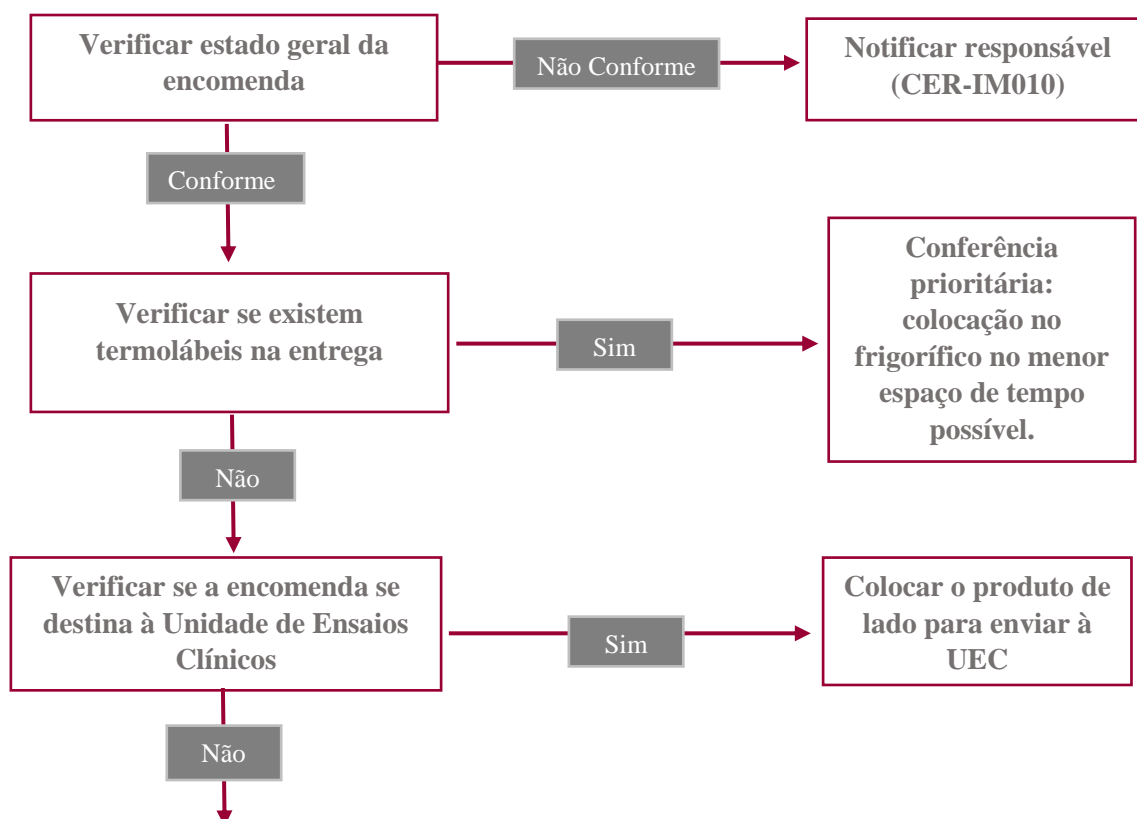 Verificar estado geral da
encomenda
Não Conforme
Notificar responsável
(CER-IM010)
Conforme
Verificar se existem
termolábeis na entrega
Sim
Conferência
prioritária:
colocação no
frigorífico no menor
espaço de tempo
possível.
Não
Verificar se a encomenda se
destina à Unidade de Ensaios
Clínicos
Sim
Colocar o produto de
lado para enviar à
UEC
Não